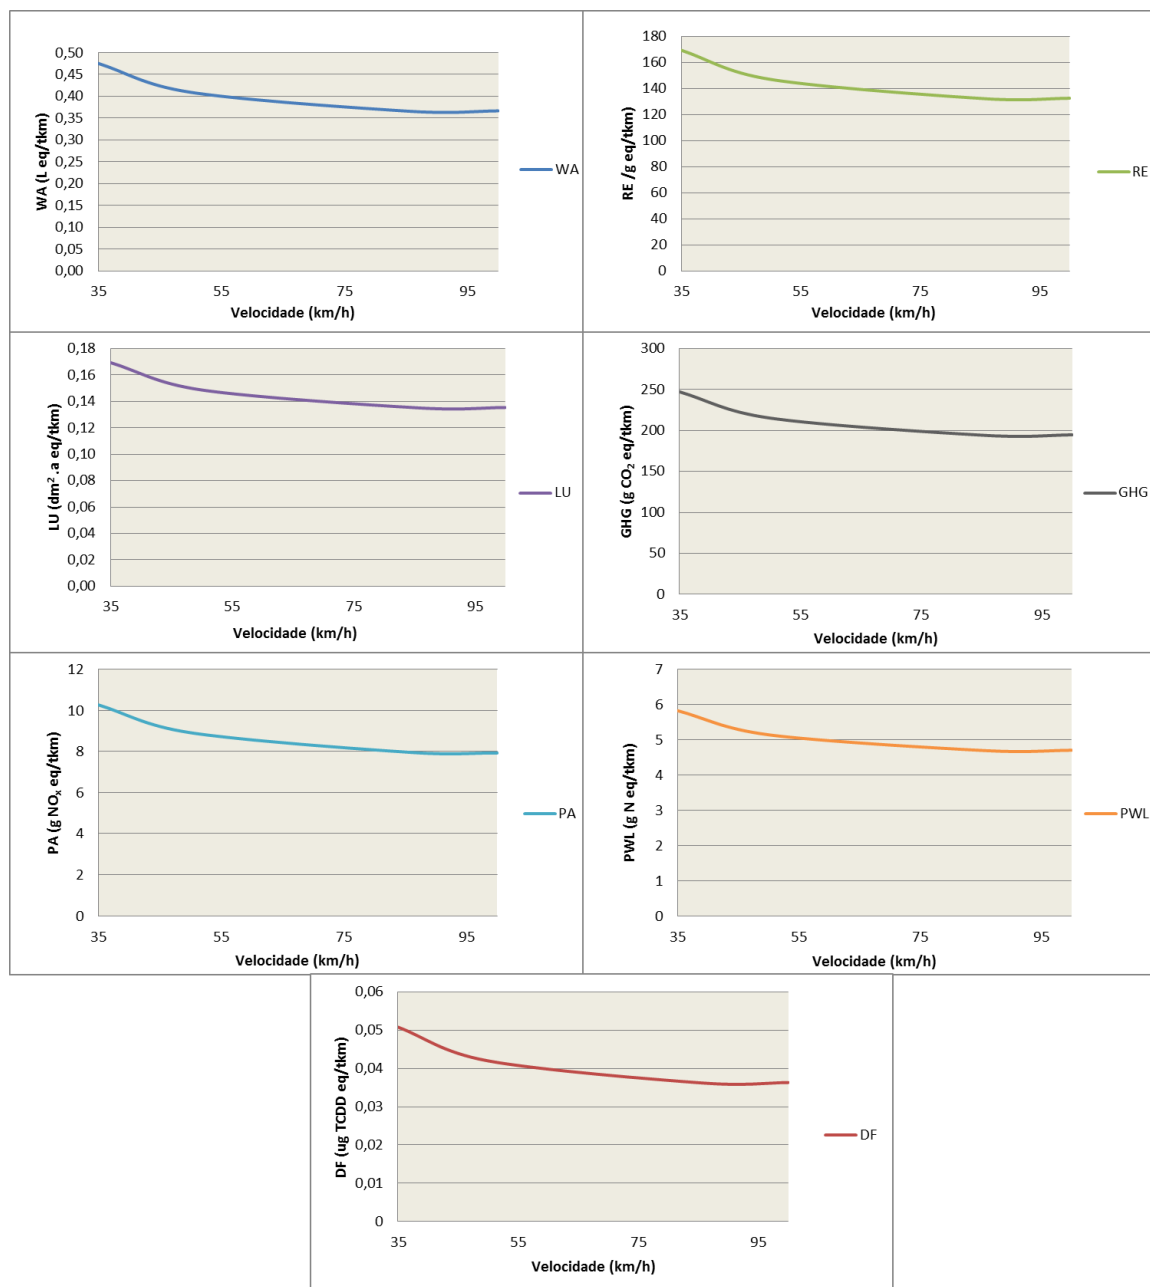 WA (L eq/tkm)
0,50
0,45
0,40
0,35
0,30
0,25
0,20
0,15
0,10
0,05
0,00
35 55 75 95
Velocidade (km/h)
WA
RE /g eq/tkm)
180
160
140
120
100
80
60
40
20
0
35 55 75 95
Velocidade (km/h)
RE
LU (dm².a eq/tkm)
0,18
0,16
0,14
0,12
0,10
0,08
0,06
0,04
0,02
0,00
35 55 75 95
Velocidade (km/h)
LU
GHG (g CO₂ eq/tkm)
300
250
200
150
100
50
0
35 55 75 95
Velocidade (km/h)
GHG
PA (g NOₓ eq/tkm)
12
10
8
6
4
2
0
35 55 75 95
Velocidade (km/h)
PA
PWL (g N eq/tkm)
7
6
5
4
3
2
1
0
35 55 75 95
Velocidade (km/h)
PWL
DF (ug TCDD eq/tkm)
0,06
0,05
0,04
0,03
0,02
0,01
0
35 55 75 95
Velocidade (km/h)
DF